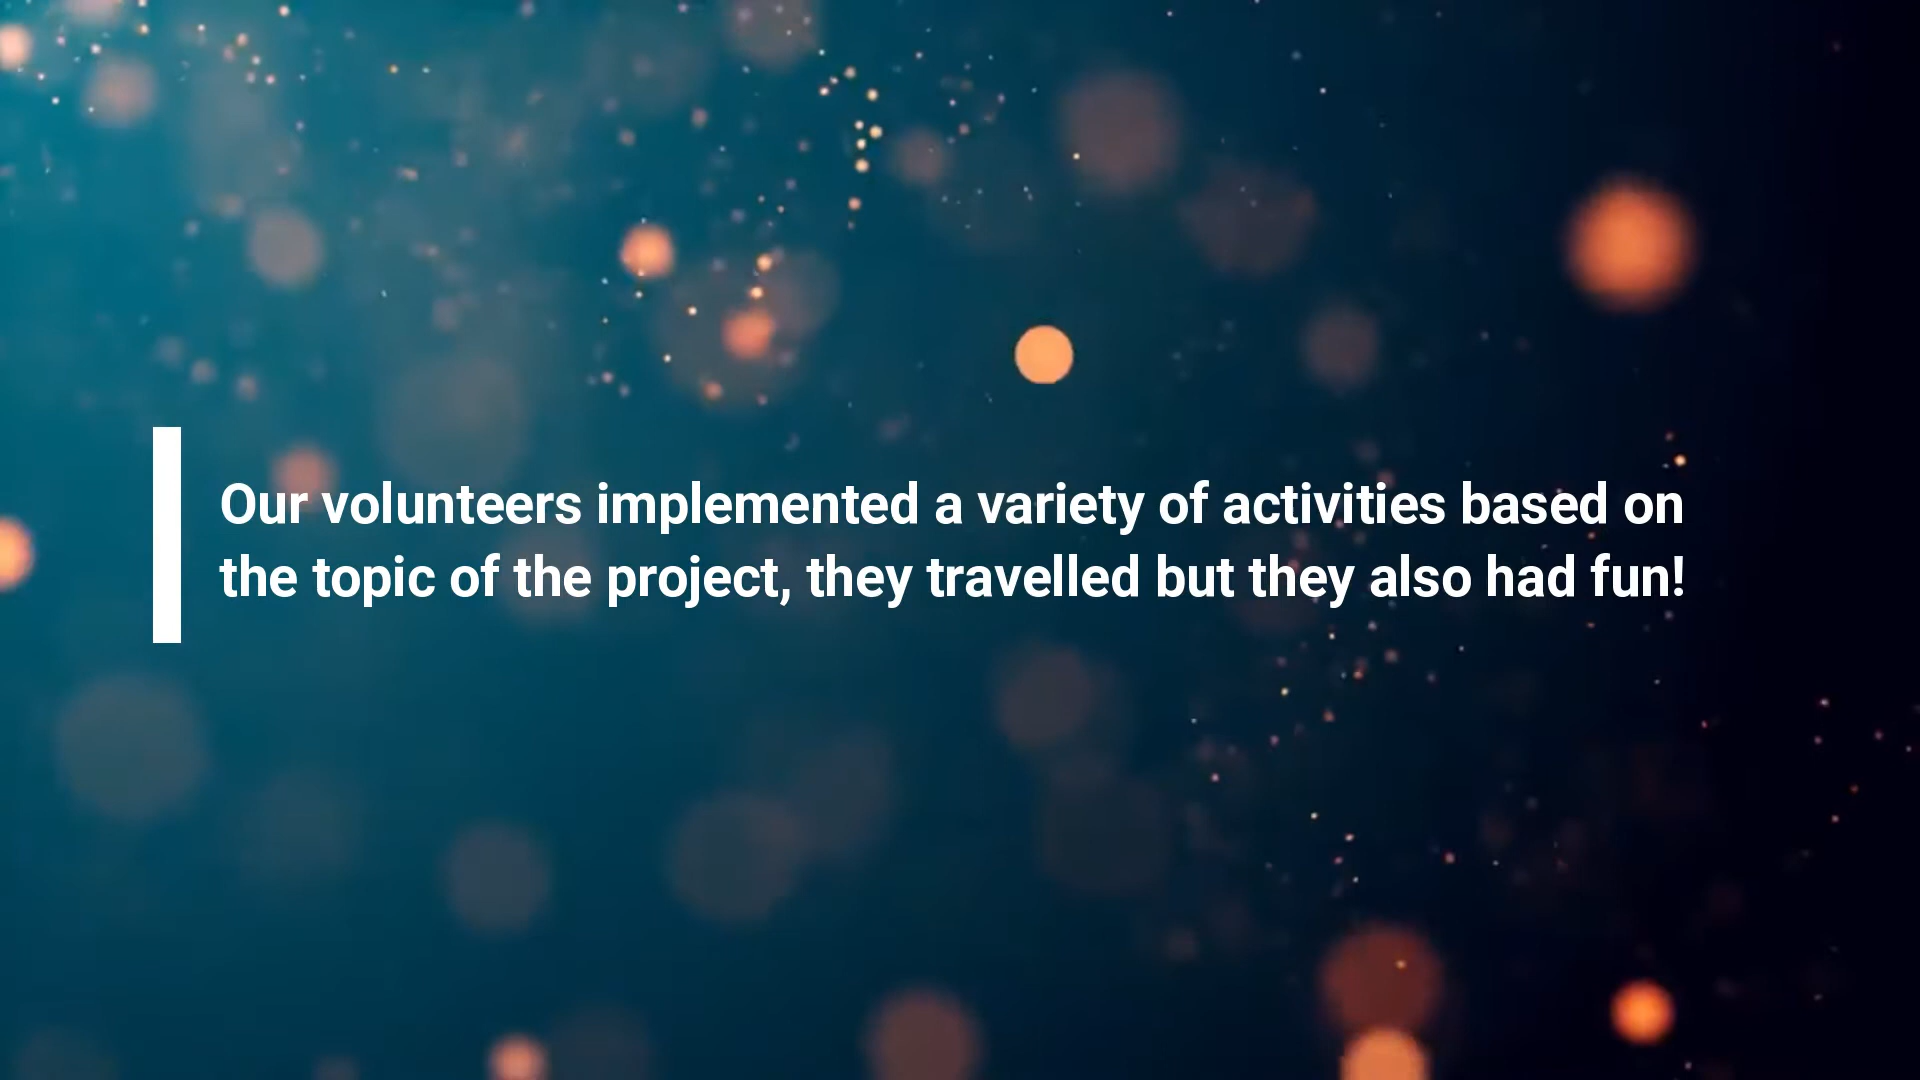 Our volunteers implemented a variety of activities based on
the topic of the project, they travelled but they also had fun!